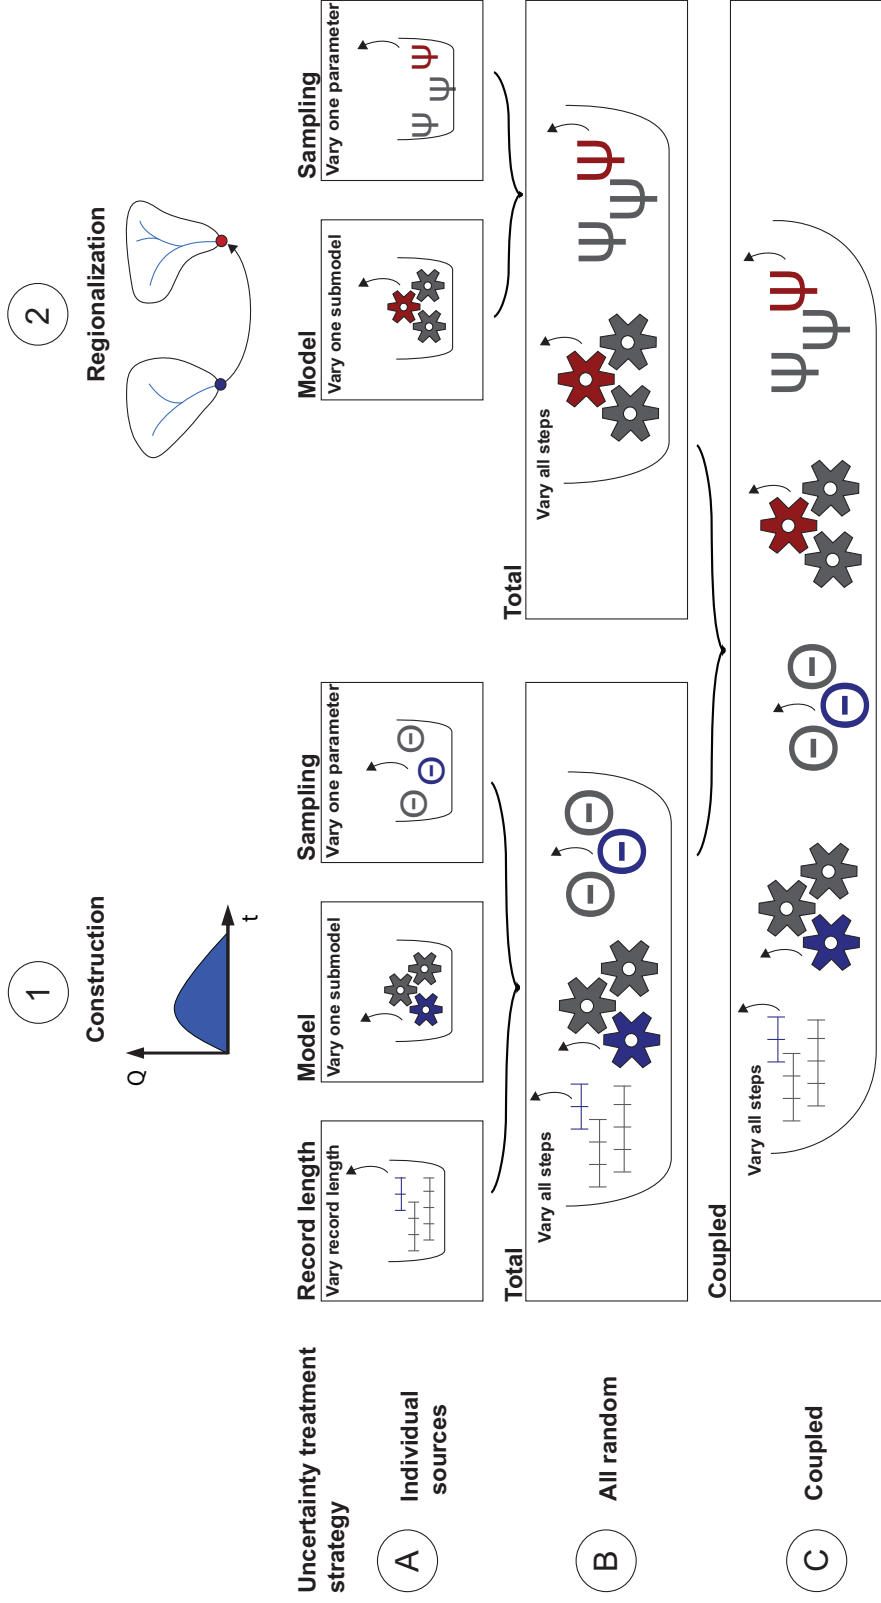 1
Construction
Q
t
2
Regionalization
Uncertainty treatment
strategy
A
Individual
sources
Record length
Vary record length
Model
Vary one submodel
Sampling
Vary one parameter
Θ
Θ
Θ
Model
Vary one submodel
Sampling
Vary one parameter
Ψ
Ψ
Ψ
B
All random
Total
Vary all steps
Θ
Θ
Θ
Total
Vary all steps
Ψ
Ψ
Ψ
C
Coupled
Coupled
Vary all steps
Θ
Θ
Θ
Ψ
Ψ
Ψ